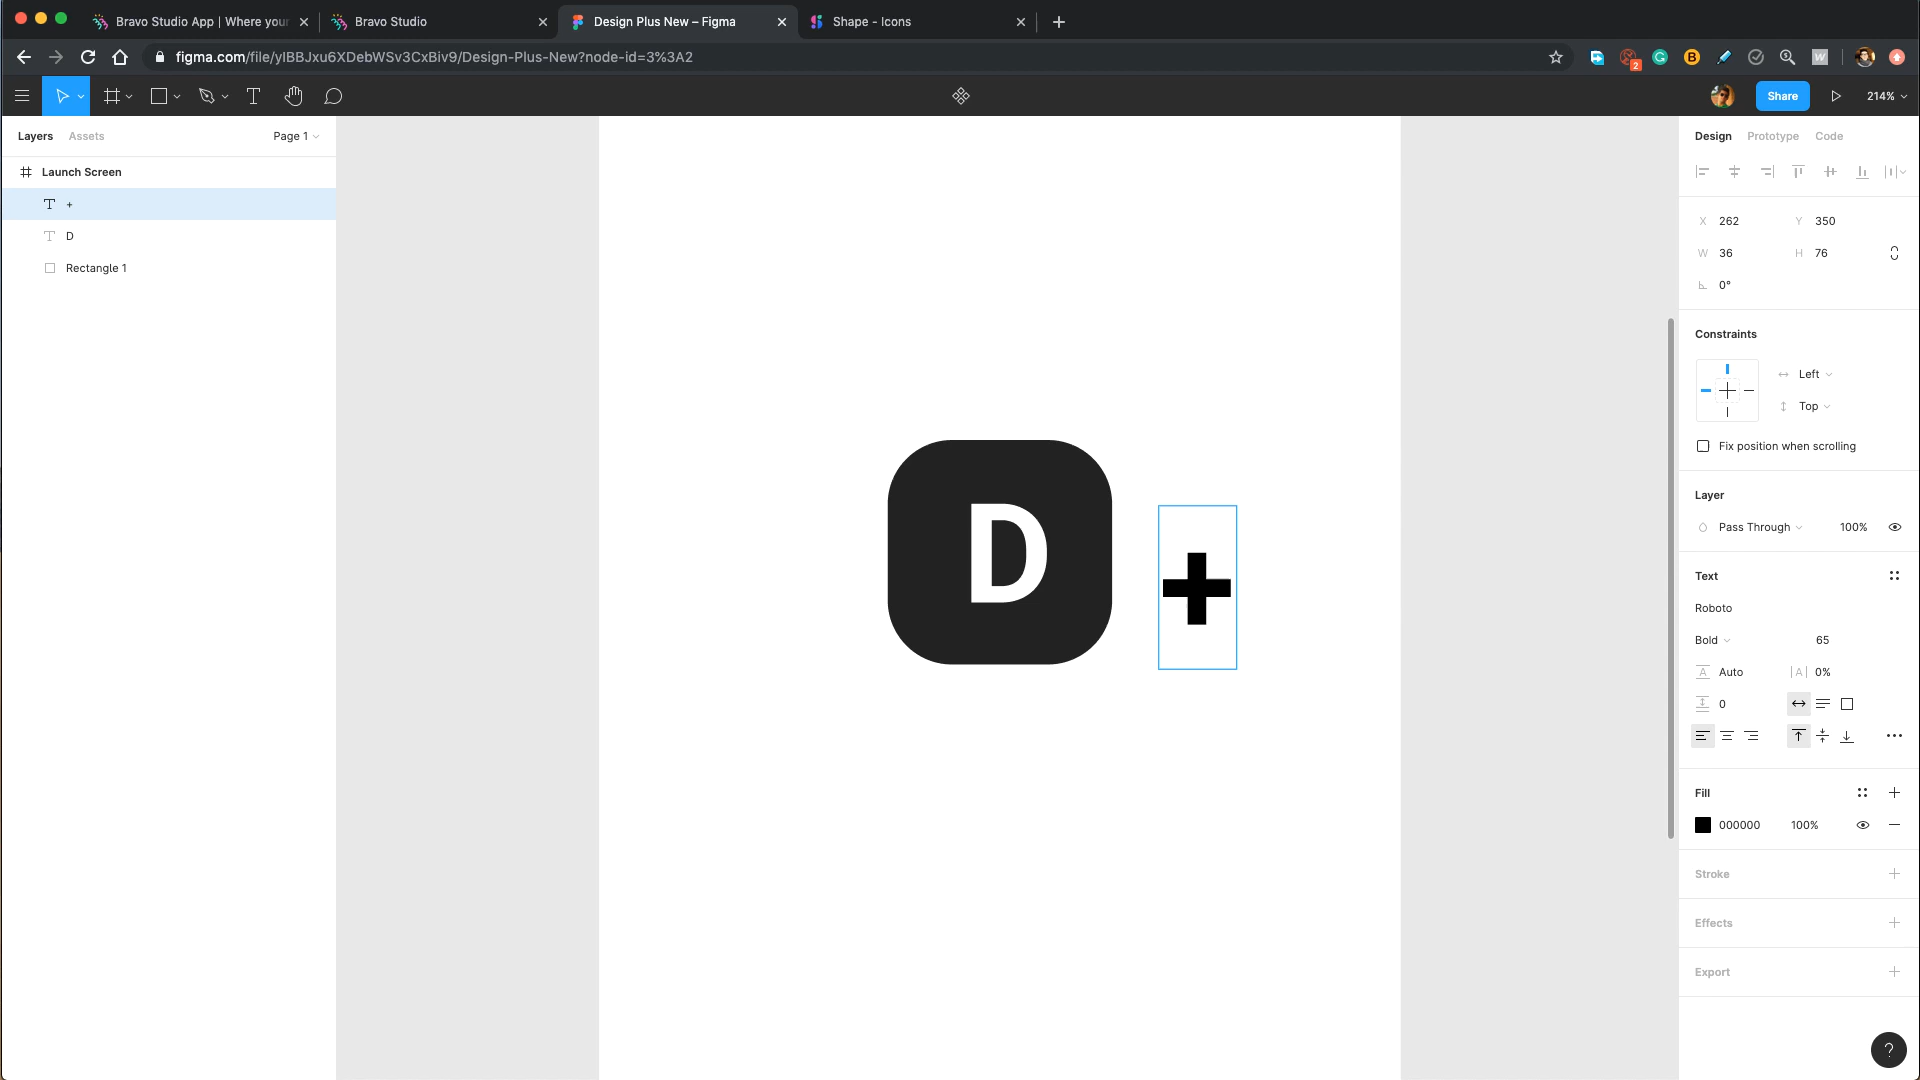 Bravo Studio App | Where your
Bravo Studio
Design Plus New – Figma
Shape - Icons
figma.com/file/yIBBJxu6XDebWSv3CxBiv9/Design-Plus-New?node-id=3%3A2
2
B
W
T
Share
214%
Layers
Assets
Page 1
Launch Screen
T +
T D
Rectangle 1
D
+
Design
Prototype
Code
X 262
Y 350
W 36
H 76
0°
Constraints
Left
Top
Fix position when scrolling
Layer
Pass Through
100%
Text
Roboto
Bold
65
A Auto
|A| 0%
0
Fill
000000
100%
Stroke
Effects
Export
?